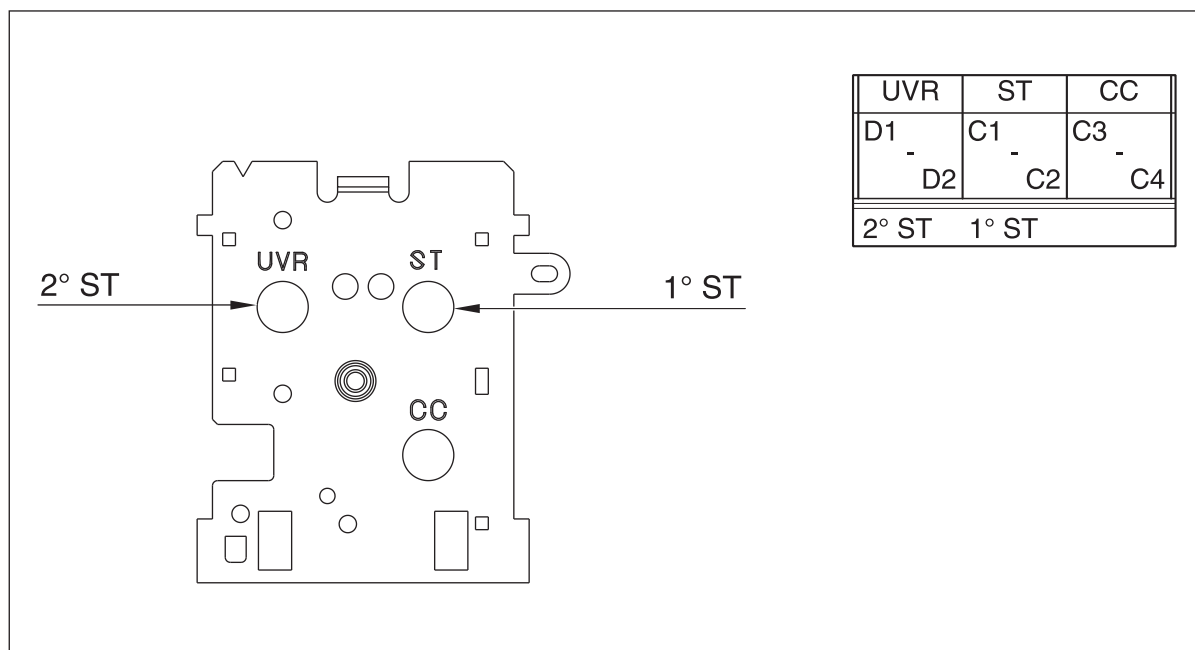 UVR ST CC
D1 C1 C3
- - -
D2 C2 C4
2° ST 1° ST
UVR ST
2° ST 1° ST
CC